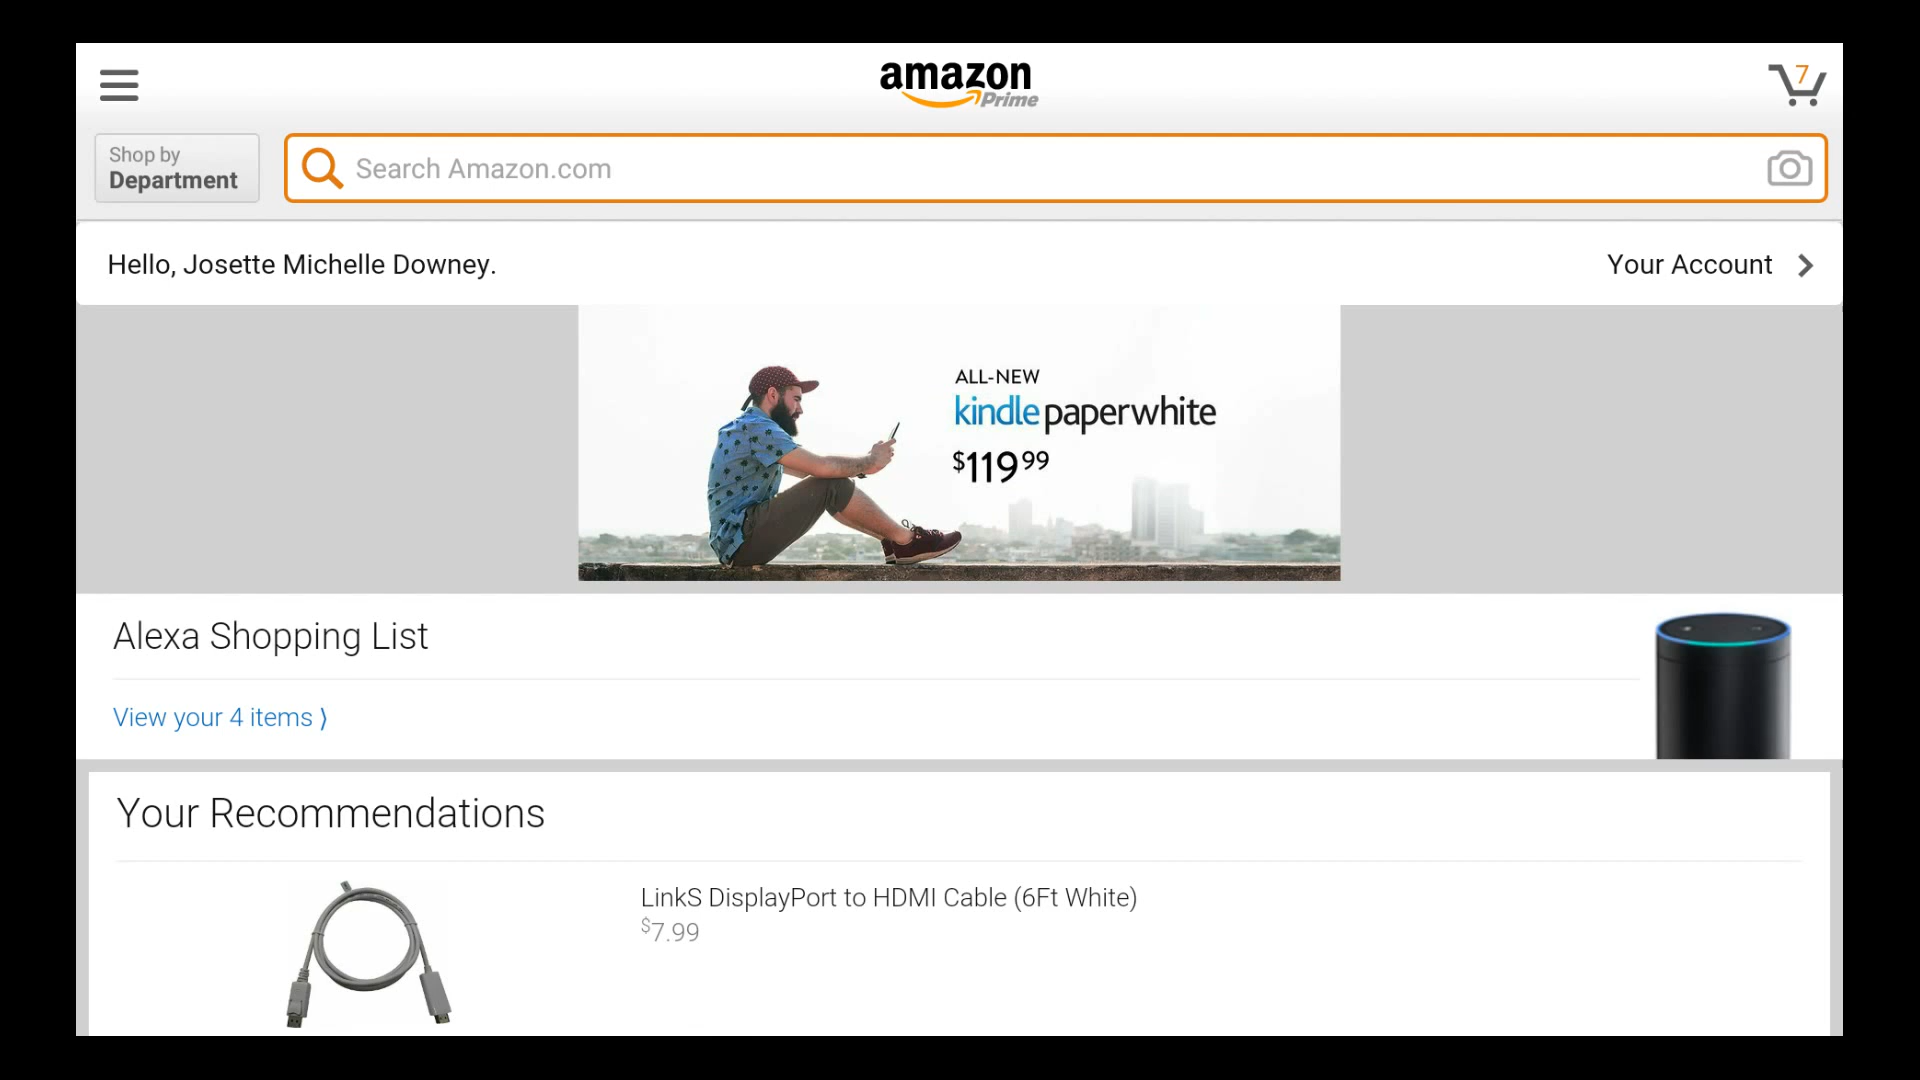 amazon
Prime
7
Shop by
Department
Search Amazon.com
Hello, Josette Michelle Downey.
Your Account
ALL-NEW
kindle paperwhite
$119 99
Alexa Shopping List
View your 4 items ⟩
Your Recommendations
LinkS DisplayPort to HDMI Cable (6Ft White)
$7.99